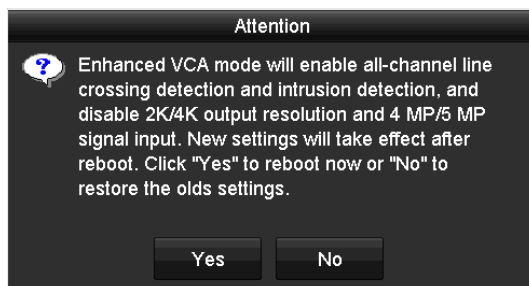 Attention
Enhanced VCA mode will enable all-channel line
crossing detection and intrusion detection, and
disable 2K/4K output resolution and 4 MP/5 MP
signal input. New settings will take effect after
reboot. Click "Yes" to reboot now or "No" to
restore the olds settings.
Yes
No